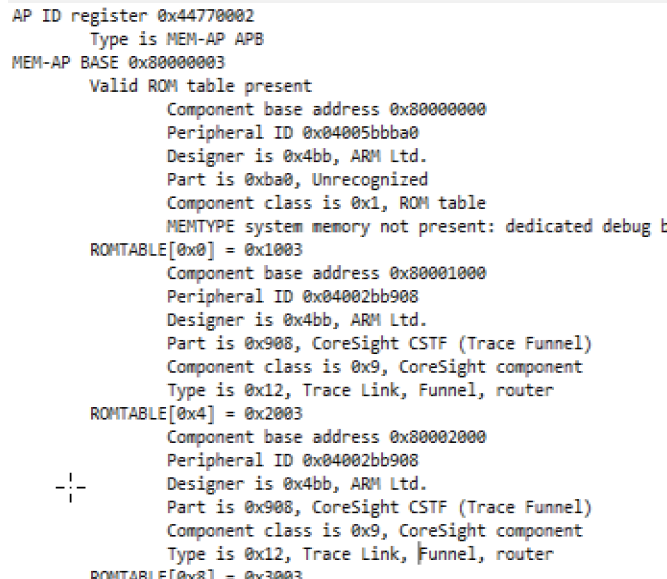 AP ID register 0x44770002
Type is MEM-AP APB
MEM-AP BASE 0x80000003
Valid ROM table present
Component base address 0x80000000
Peripheral ID 0x04005bbba0
Designer is 0x4bb, ARM Ltd.
Part is 0xba0, Unrecognized
Component class is 0x1, ROM table
MEMTYPE system memory not present: dedicated debug b
ROMTABLE[0x0] = 0x1003
Component base address 0x80001000
Peripheral ID 0x04002bb908
Designer is 0x4bb, ARM Ltd.
Part is 0x908, CoreSight CSTF (Trace Funnel)
Component class is 0x9, CoreSight component
Type is 0x12, Trace Link, Funnel, router
ROMTABLE[0x4] = 0x2003
Component base address 0x80002000
Peripheral ID 0x04002bb908
Designer is 0x4bb, ARM Ltd.
Part is 0x908, CoreSight CSTF (Trace Funnel)
Component class is 0x9, CoreSight component
Type is 0x12, Trace Link, Funnel, router
ROMTABLE[0x8] = 0x3003